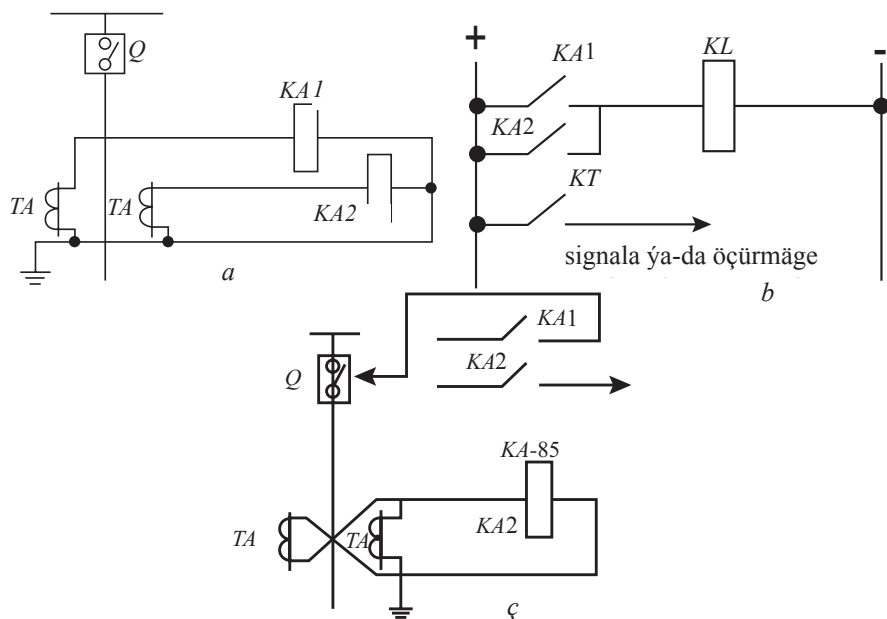 Q
KA1
TA
TA
KA2
a
+
KA1
KL
-
KA2
KT
signala ýa-da öçürmäge
b
KA1
KA2
Q
KA-85
TA
TA
KA2
ç